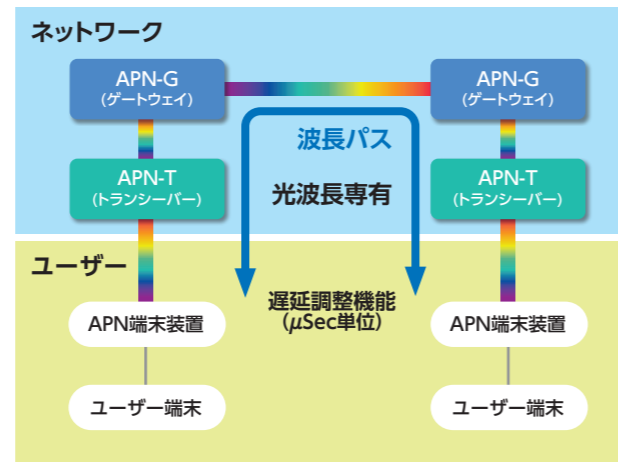 ネットワーク
APN-G
(ゲートウェイ)
APN-G
(ゲートウェイ)
波長パス
APN-T
(トランシーバー)
光波長専有
APN-T
(トランシーバー)
ユーザー
遅延調整機能
(μSec単位)
APN端末装置
APN端末装置
ユーザー端末
ユーザー端末